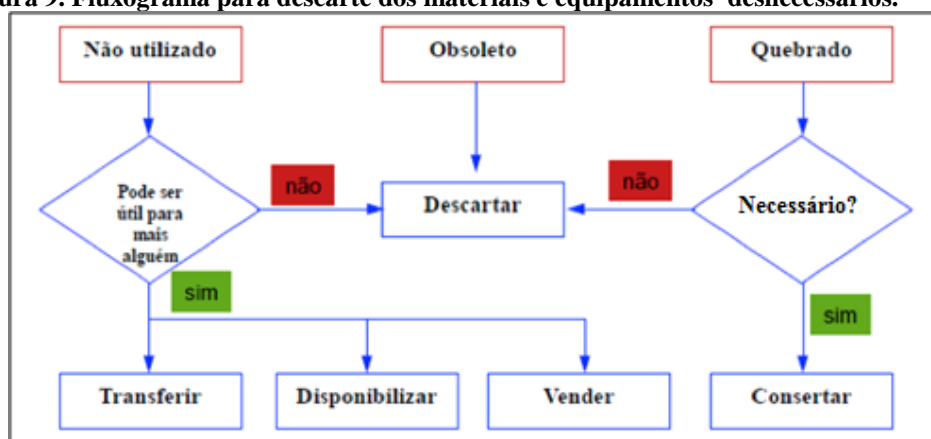 ura 9. Fluxograma para descarte dos materiais e equipamentos desnecessários.
Não utilizado
Obsoleto
Quebrado
Pode ser
útil para
mais
alguém
não
Descartar
não
Necessário?
sim
sim
Transferir
Disponibilizar
Vender
Consertar